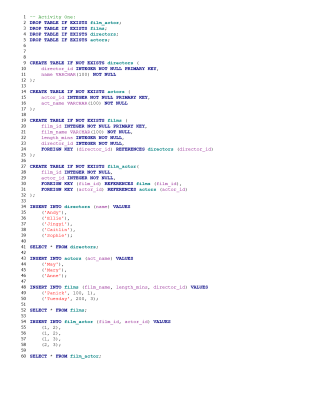 1 -- Activity One:
2 DROP TABLE IF EXISTS film_actor;
3 DROP TABLE IF EXISTS films;
4 DROP TABLE IF EXISTS directors;
5 DROP TABLE IF EXISTS actors;
6
7
8
9 CREATE TABLE IF NOT EXISTS directors (
10 director_id INTEGER NOT NULL PRIMARY KEY,
11 name VARCHAR(100) NOT NULL
12 );
13
14 CREATE TABLE IF NOT EXISTS actors (
15 actor_id INTEGER NOT NULL PRIMARY KEY,
16 act_name VARCHAR(100) NOT NULL
17 );
18
19 CREATE TABLE IF NOT EXISTS films (
20 film_id INTEGER NOT NULL PRIMARY KEY,
21 film_name VARCHAR(100) NOT NULL,
22 length_mins INTEGER NOT NULL,
23 director_id INTEGER NOT NULL,
24 FOREIGN KEY (director_id) REFERENCES directors (director_id)
25 );
26
27 CREATE TABLE IF NOT EXISTS film_actor(
28 film_id INTEGER NOT NULL,
29 actor_id INTEGER NOT NULL,
30 FOREIGN KEY (film_id) REFERENCES films (film_id),
31 FOREIGN KEY (actor_id) REFERENCES actors (actor_id)
32 );
33
34 INSERT INTO directors (name) VALUES
35 ('Andy'),
36 ('Ellie'),
37 ('Jingxi'),
38 ('Caitlin'),
39 ('Sophie');
40
41 SELECT * FROM directors;
42
43 INSERT INTO actors (act_name) VALUES
44 ('May'),
45 ('Mary'),
46 ('Anne');
47
48 INSERT INTO films (film_name, length_mins, director_id) VALUES
49 ('Panick', 100, 1),
50 ('Tuesday', 200, 3);
51
52 SELECT * FROM films;
53
54 INSERT INTO film_actor (film_id, actor_id) VALUES
55 (1, 2),
56 (1, 2),
57 (1, 3),
58 (2, 3);
59
60 SELECT * FROM film_actor;